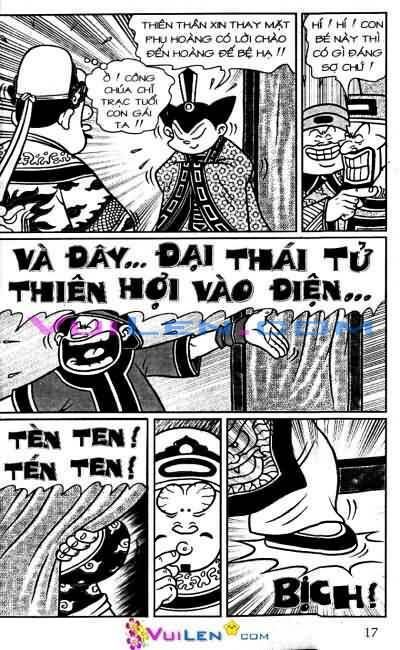 THIÊN THẦN XIN THAY MẶT
PHỤ HOÀNG CÓ LỜI CHÀO
ĐẾN HOÀNG ĐẾ BỆ HẠ !!
Ồ ! CÔNG
CHÚA CHỈ
TRẠC TUỔI
CON GÁI
TA !!
HÍ ! HÍ ! CON
BÉ NÀY THÌ
CÓ GÌ ĐÁNG
SỢ CHỨ !
VÀ ĐÂY... ĐẠI THÁI TỬ
THIÊN HỢI VÀO ĐIỆN...
VUILEN.COM
TÈN TEN !
TÉN TEN !
BỊCH !
17
VUILEN.COM